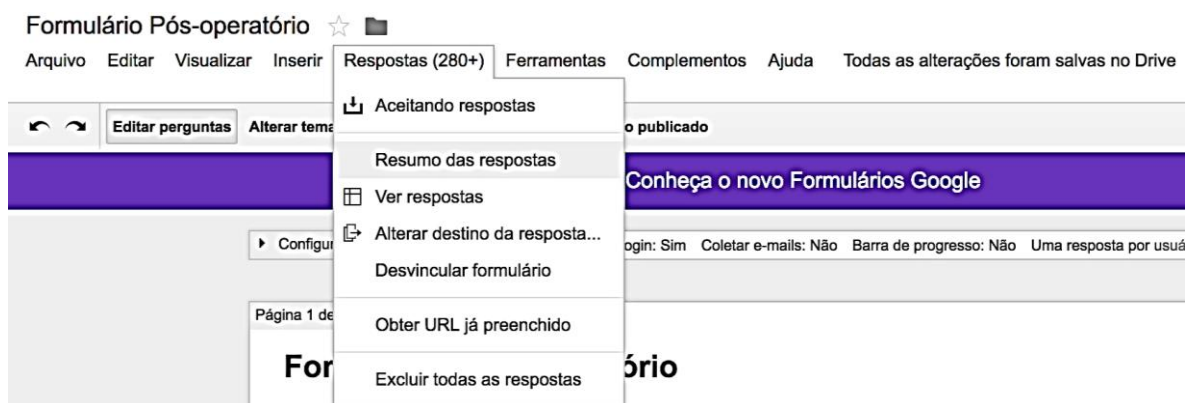 Formulário Pós-operatório
Arquivo Editar Visualizar Inserir Respostas (280+) Ferramentas Complementos Ajuda Todas as alterações foram salvas no Drive
Aceitando respostas
Editar perguntas Alterar tema o publicado
Resumo das respostas
Conheça o novo Formulários Google
Ver respostas
Alterar destino da resposta...
Configur ogin: Sim Coletar e-mails: Não Barra de progresso: Não Uma resposta por usuá
Desvincular formulário
Página 1 de
Obter URL já preenchido
For ório
Excluir todas as respostas